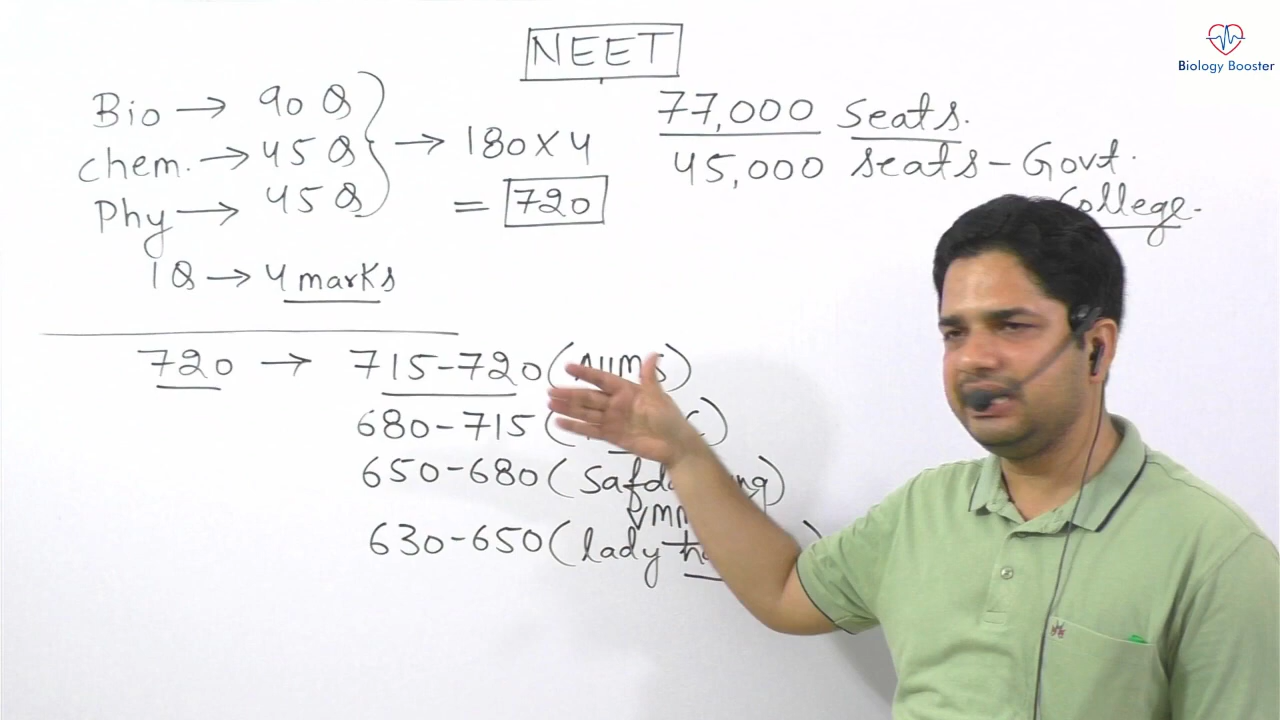 NEET
Bio → 90 Q
chem. → 45 Q
Phy → 45 Q
→ 180 X 4
= 720
1Q → 4 marks
77,000 seats.
45,000 seats - Govt.
College.
720 → 715-720 (AIIMS)
680-715 (
650-680 (
630-650 (lady
Biology Booster